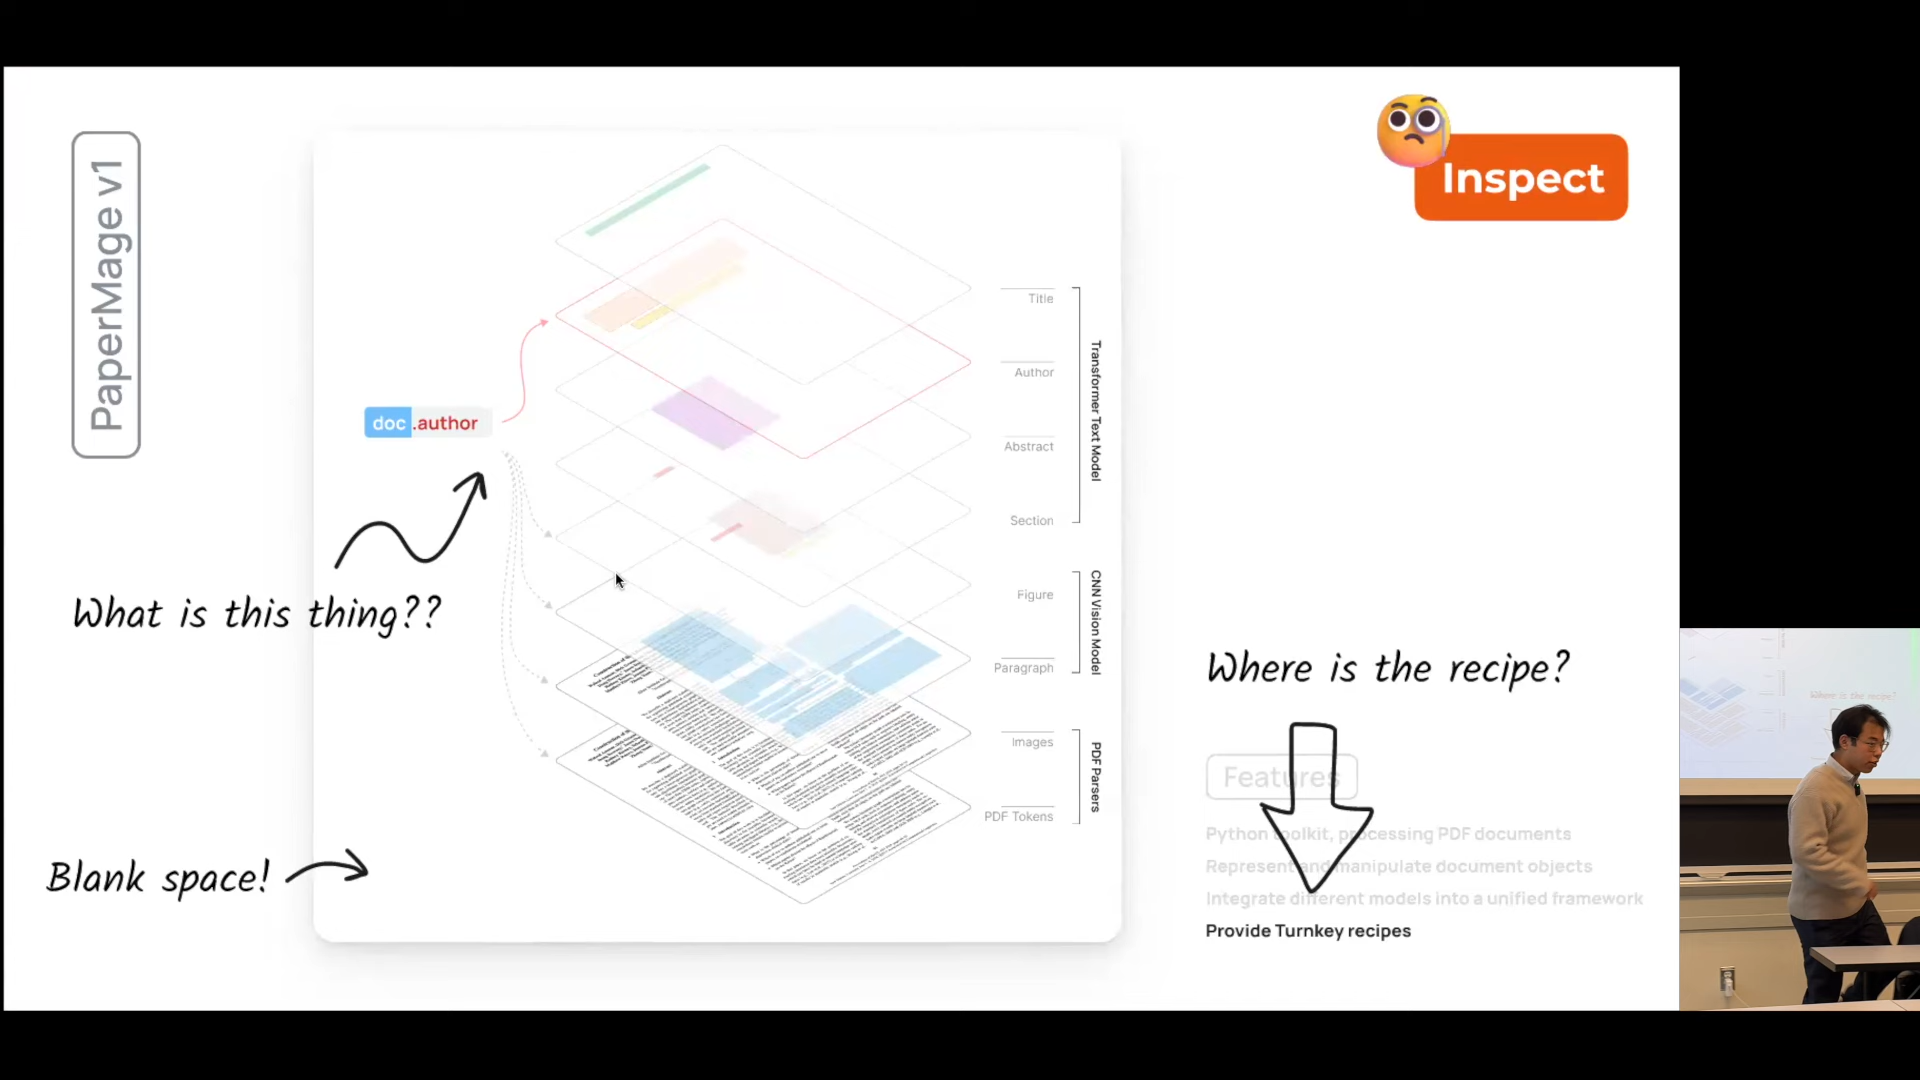 PaperMage v1
Inspect
Title
Author
Abstract
Section
Transformer Text Model
doc.author
What is this thing??
Figure
Paragraph
CNN Vision Model
Images
PDF Tokens
PDF Parsers
Blank space!
Where is the recipe?
Features
Python toolkit, processing PDF documents
Represent and manipulate document objects
Integrate different models into a unified framework
Provide Turnkey recipes